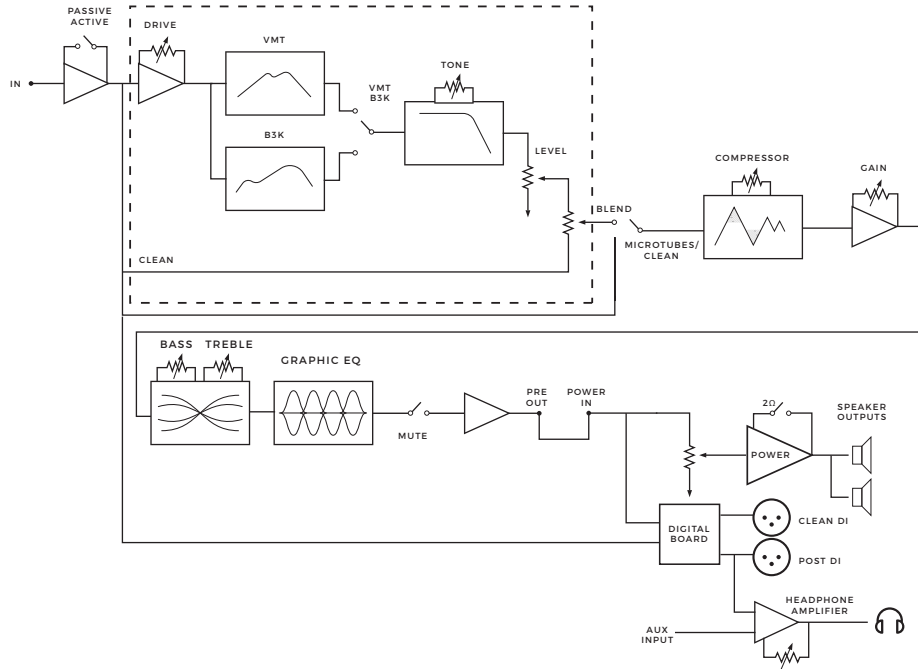 PASSIVE
ACTIVE
IN
DRIVE
VMT
B3K
VMT
B3K
TONE
LEVEL
BLEND
MICROTUBES/
CLEAN
CLEAN
COMPRESSOR
GAIN
BASS
TREBLE
GRAPHIC EQ
MUTE
PRE
OUT
POWER
IN
2Ω
POWER
SPEAKER
OUTPUTS
DIGITAL
BOARD
CLEAN DI
POST DI
HEADPHONE
AMPLIFIER
AUX
INPUT